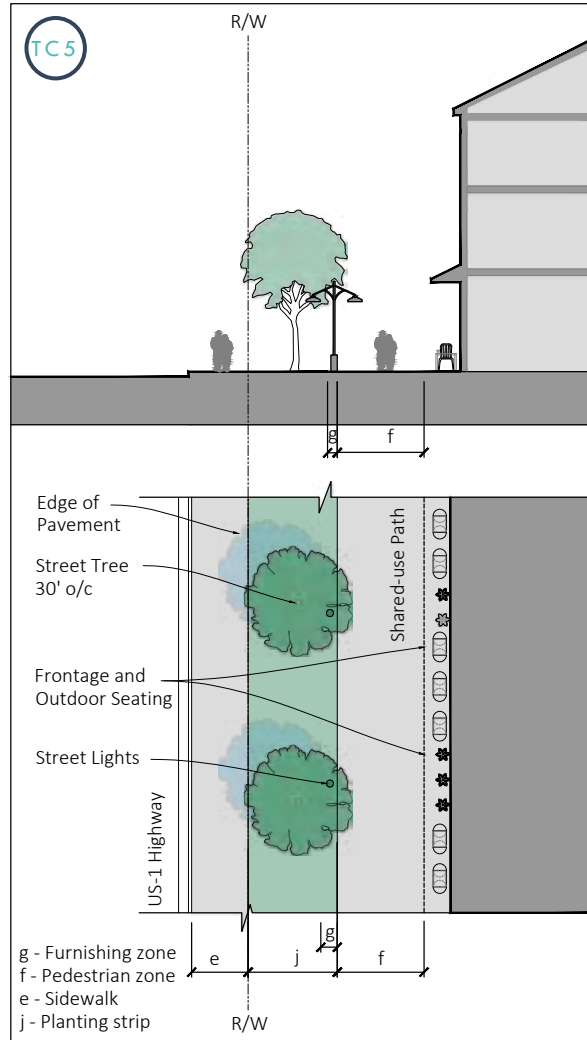 R/W
TC5
g
f
Edge of
Pavement
Street Tree
30' o/c
Shared-use Path
Frontage and
Outdoor Seating
Street Lights
US-1 Highway
g
e
j
f
g - Furnishing zone
f - Pedestrian zone
e - Sidewalk
j - Planting strip
R/W